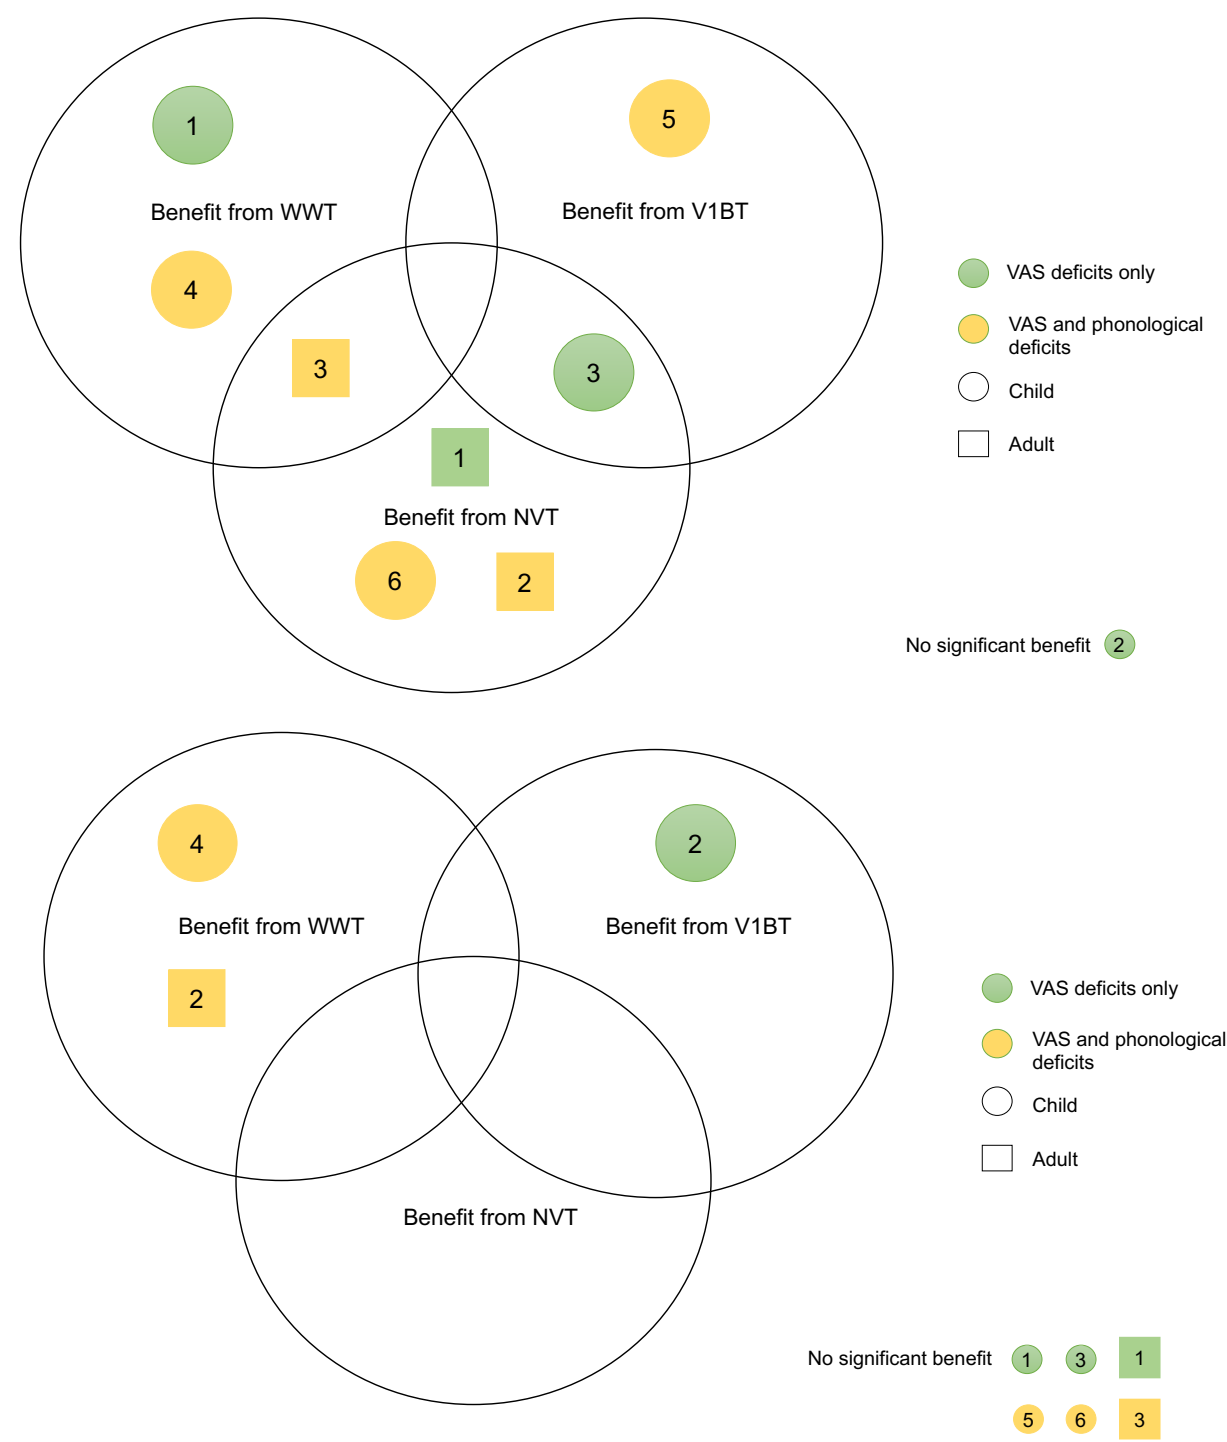 1
5
Benefit from WWT
Benefit from V1BT
4
VAS deficits only
VAS and phonological
deficits
3
3
Child
1
Adult
Benefit from NVT
6
2
No significant benefit 2
4
2
Benefit from WWT
Benefit from V1BT
2
VAS deficits only
VAS and phonological
deficits
Child
Adult
Benefit from NVT
No significant benefit 1 3 1
5 6 3